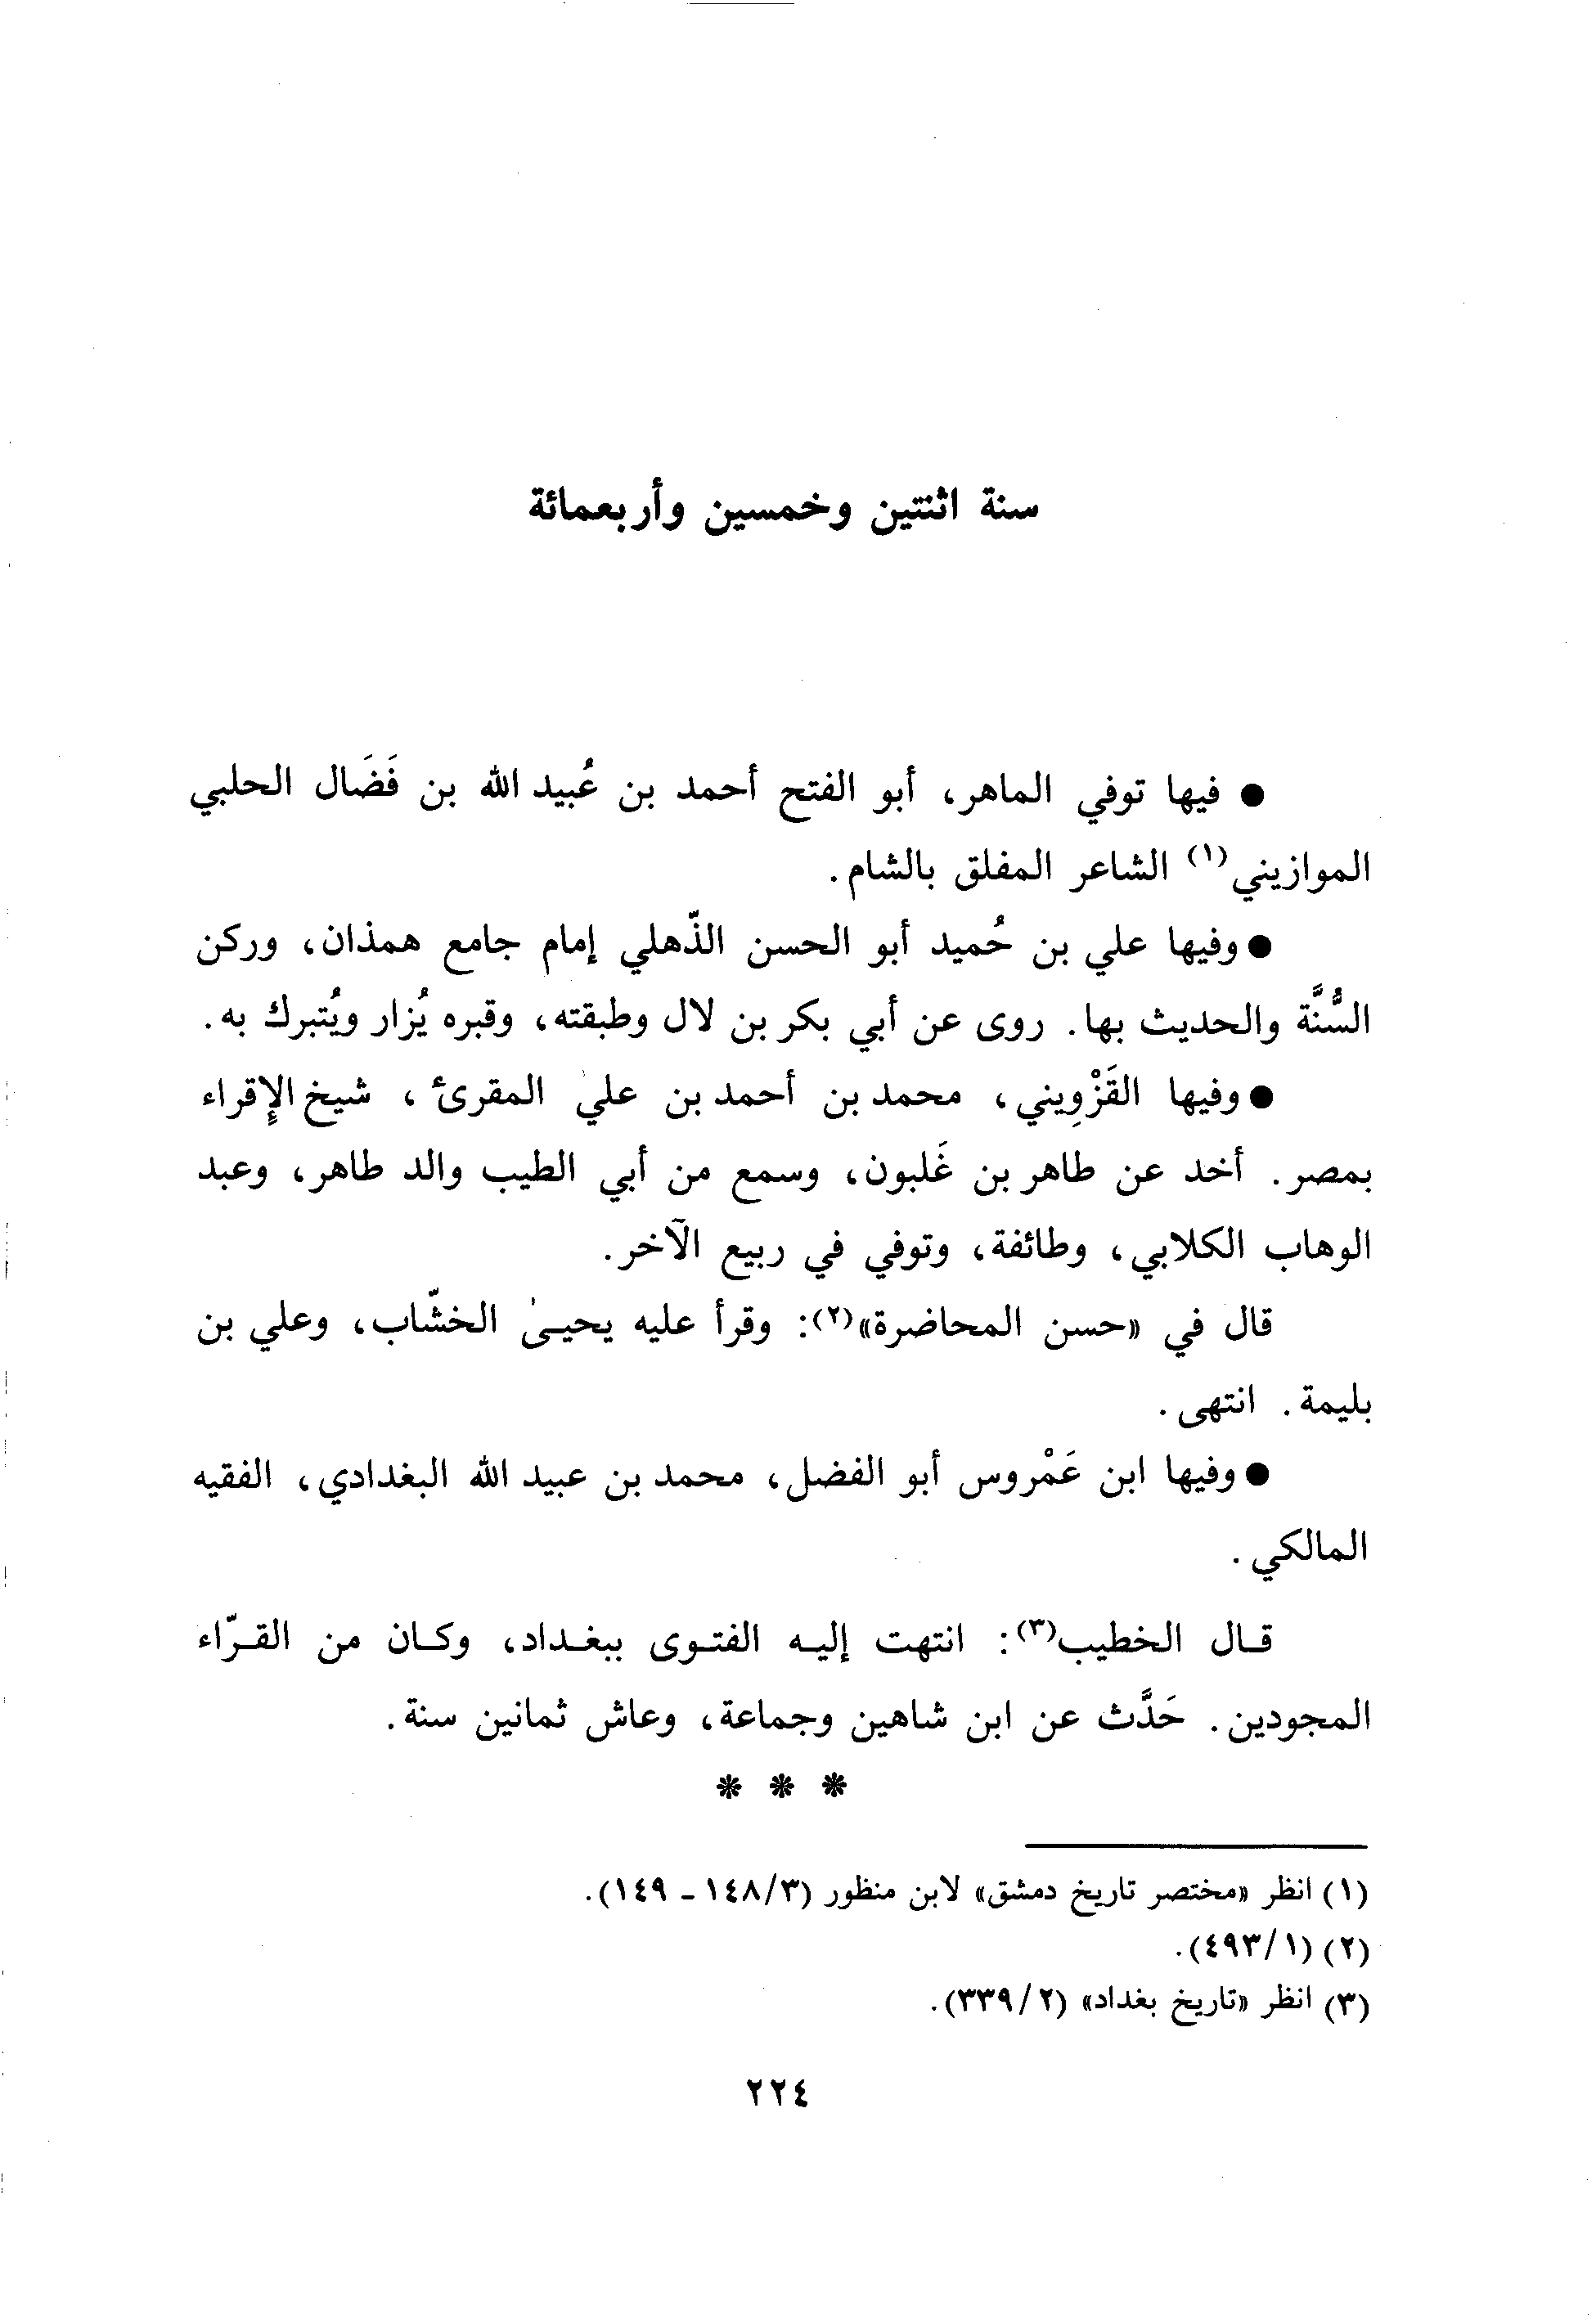 سنة اثنتين وخمسين وأربعمائة
● فيها توفي الماهر، أبو الفتح أحمد بن عُبيد الله بن فَضَال الحلبي
الموازيني(١) الشاعر المفلق بالشام.
● وفيها علي بن حُميد أبو الحسن الذّهلي إمام جامع همذان، وركن
السُّنَّة والحديث بها. روى عن أبي بكر بن لال وطبقته، وقبره يُزار ويُتبرك به.
● وفيها القَزْوِيني، محمد بن أحمد بن علي المقرئ، شيخ الإِقراء
بمصر. أخد عن طاهر بن غَلبون، وسمع من أبي الطيب والد طاهر، وعبد
الوهاب الكلابي، وطائفة، وتوفي في ربيع الآخر.
قال في «حسن المحاضرة»(٢): وقرأ عليه يحيىٰ الخشّاب، وعلي بن
بليمة. انتهى.
● وفيها ابن عَمْروس أبو الفضل، محمد بن عبيد الله البغدادي، الفقيه
المالكي.
قال الخطيب(٣): انتهت إليه الفتوى ببغداد، وكان من القرّاء
المجودين. حَدَّث عن ابن شاهين وجماعة، وعاش ثمانين سنة.
* * *
(١) انظر «مختصر تاريخ دمشق» لابن منظور (٣/١٤٨ - ١٤٩).
(٢) (١/٤٩٣).
(٣) انظر «تاريخ بغداد» (٢/٣٣٩).
٢٢٤